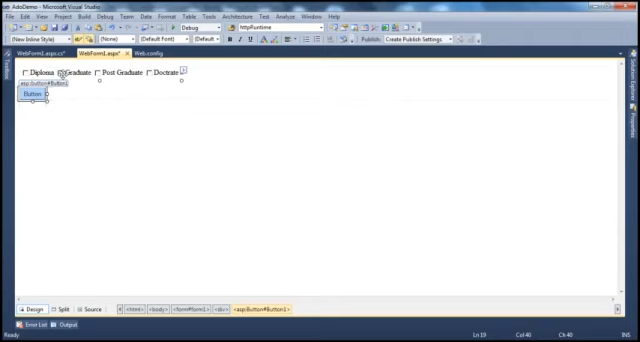 AdoDemo - Microsoft Visual Studio
File Edit View Project Build Debug Team Data Format Table Tools Architecture Test Analyze Window Help
Debug httpRuntime
(New Inline Style) (None) (Default Font) (Default B I U A Publish: Create Publish Settings
WebForm1.aspx.cs* WebForm1.aspx* × Web.config
Toolbox
Solution Explorer
Properties
Diploma Graduate Post Graduate Doctrate
asp:button#Button1
Button
Design Split Source <html> <body> <form#form1> <div> <asp:Button#Button1>
Error List Output
Ready Ln 19 Col 40 Ch 40 INS